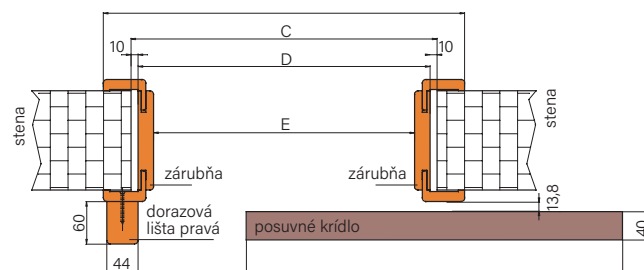 C
10
10
D
stena
stena
E
zárubňa
zárubňa
13,8
60
dorazová
lišta pravá
posuvné krídlo
40
44